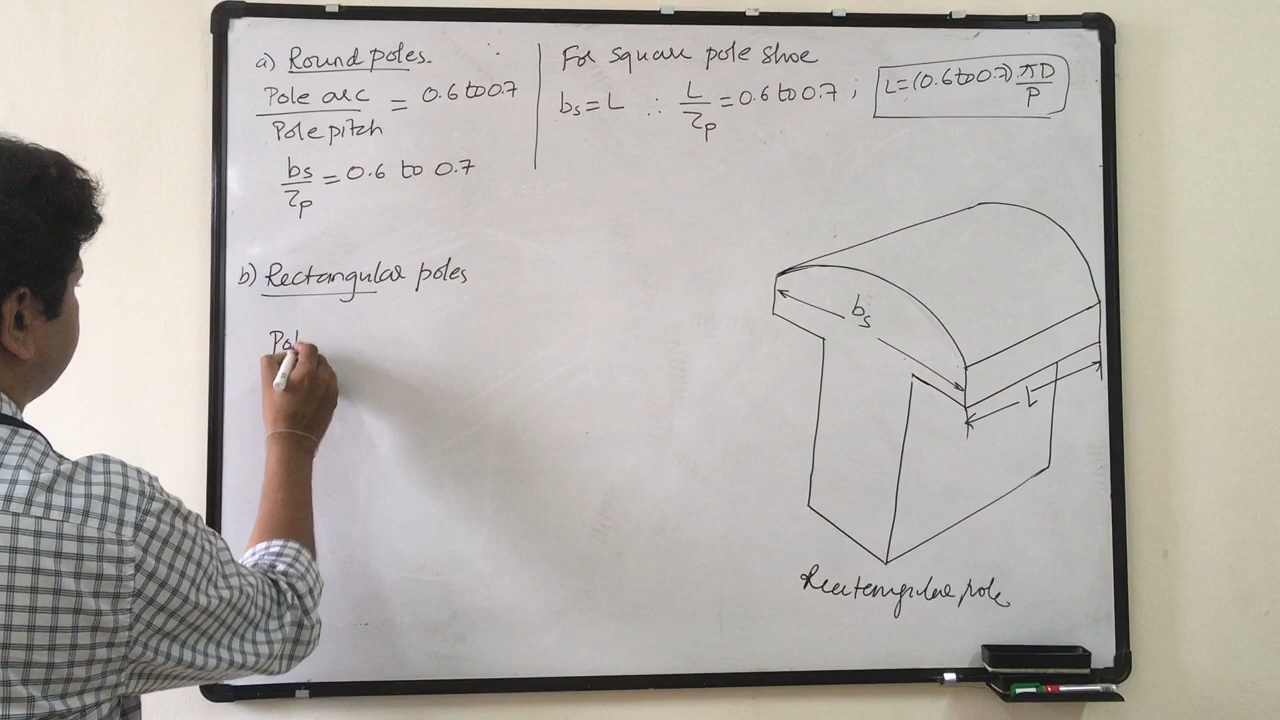 a) Round poles.
Pole arc / Pole pitch = 0.6 to 0.7
bs / τp = 0.6 to 0.7
For square pole shoe
bs = L ∴ L / τp = 0.6 to 0.7 ; L = (0.6 to 0.7) πD / P
b) Rectangular poles
Pol
bs
L
Rectangular pole